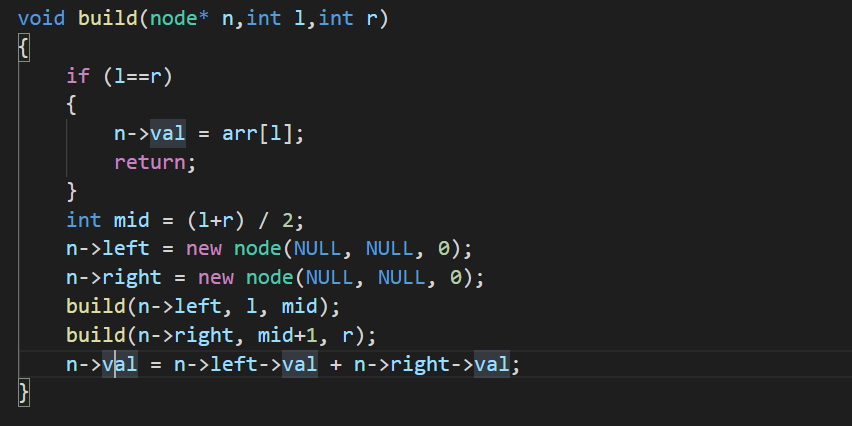 void build(node* n,int l,int r)
{
    if (l==r)
    {
        n->val = arr[l];
        return;
    }
    int mid = (l+r) / 2;
    n->left = new node(NULL, NULL, 0);
    n->right = new node(NULL, NULL, 0);
    build(n->left, l, mid);
    build(n->right, mid+1, r);
    n->val = n->left->val + n->right->val;
}